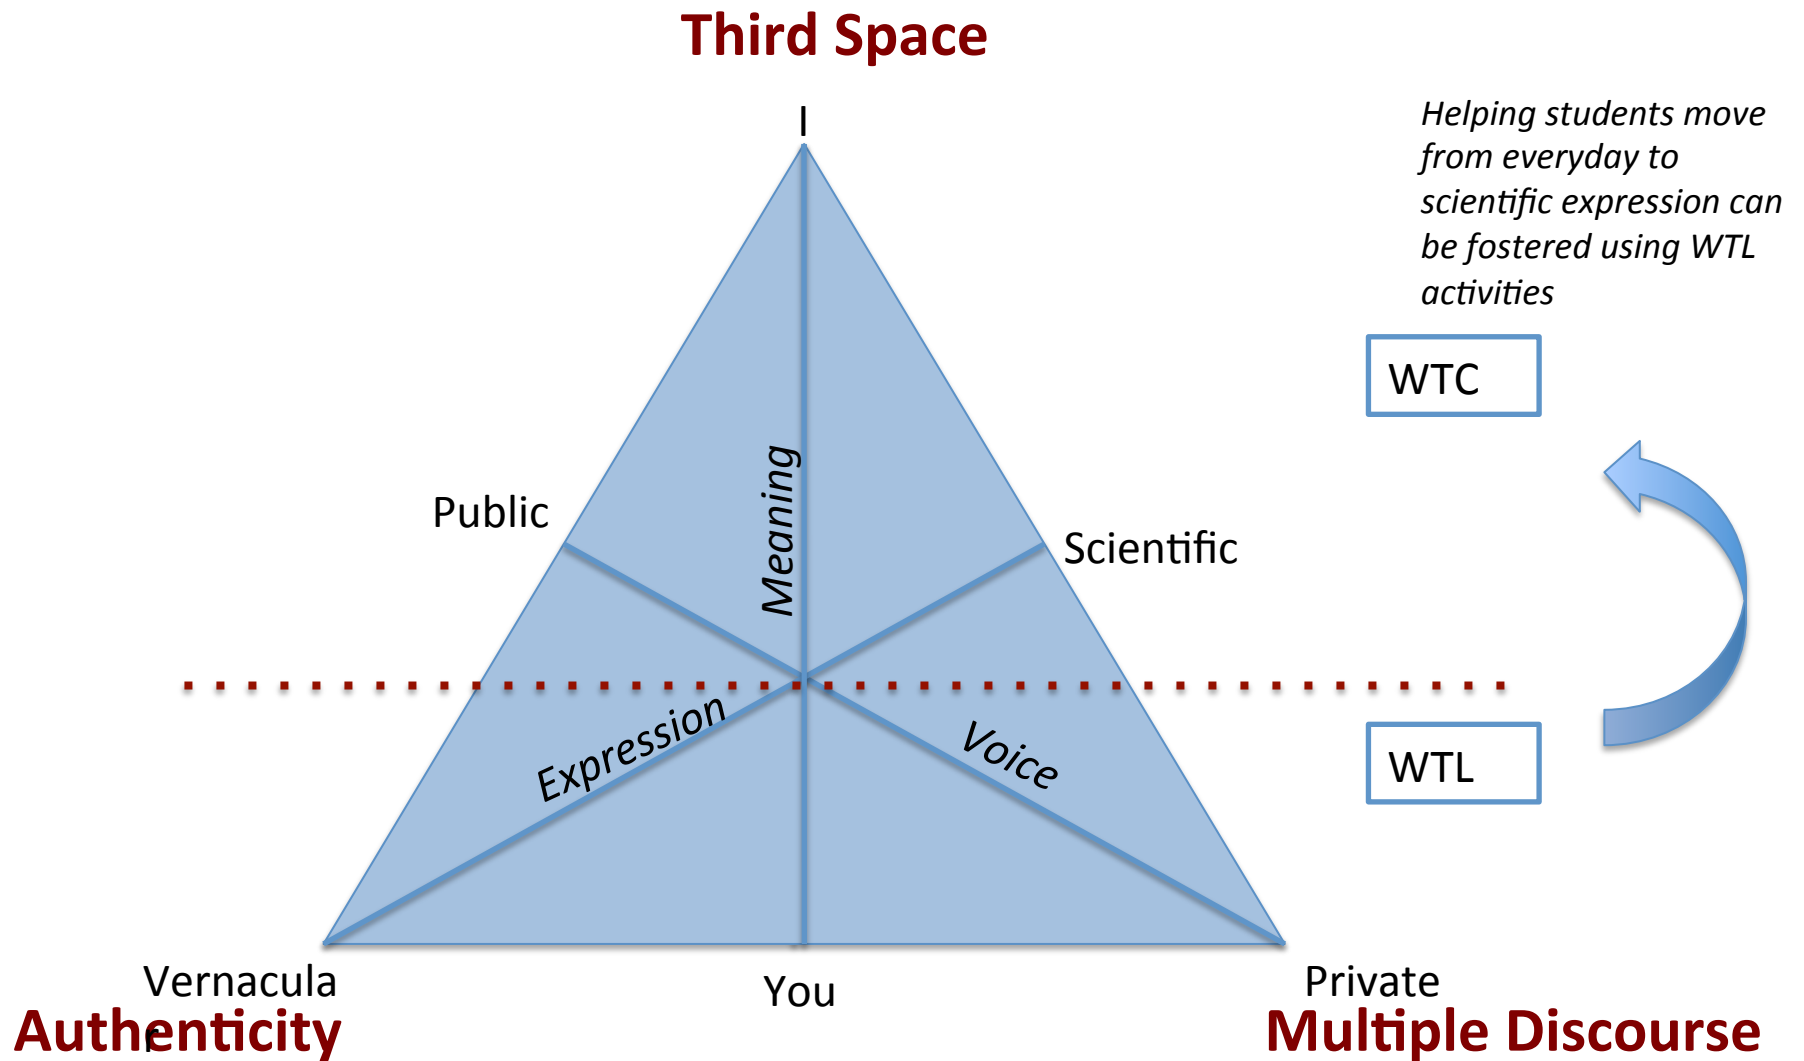 Third Space
I
Helping students move
from everyday to
scientific expression can
be fostered using WTL
activities
WTC
Meaning
Public
Scientific
Expression
Voice
WTL
Vernacula
r
You
Private
Authenticity
Multiple Discourse